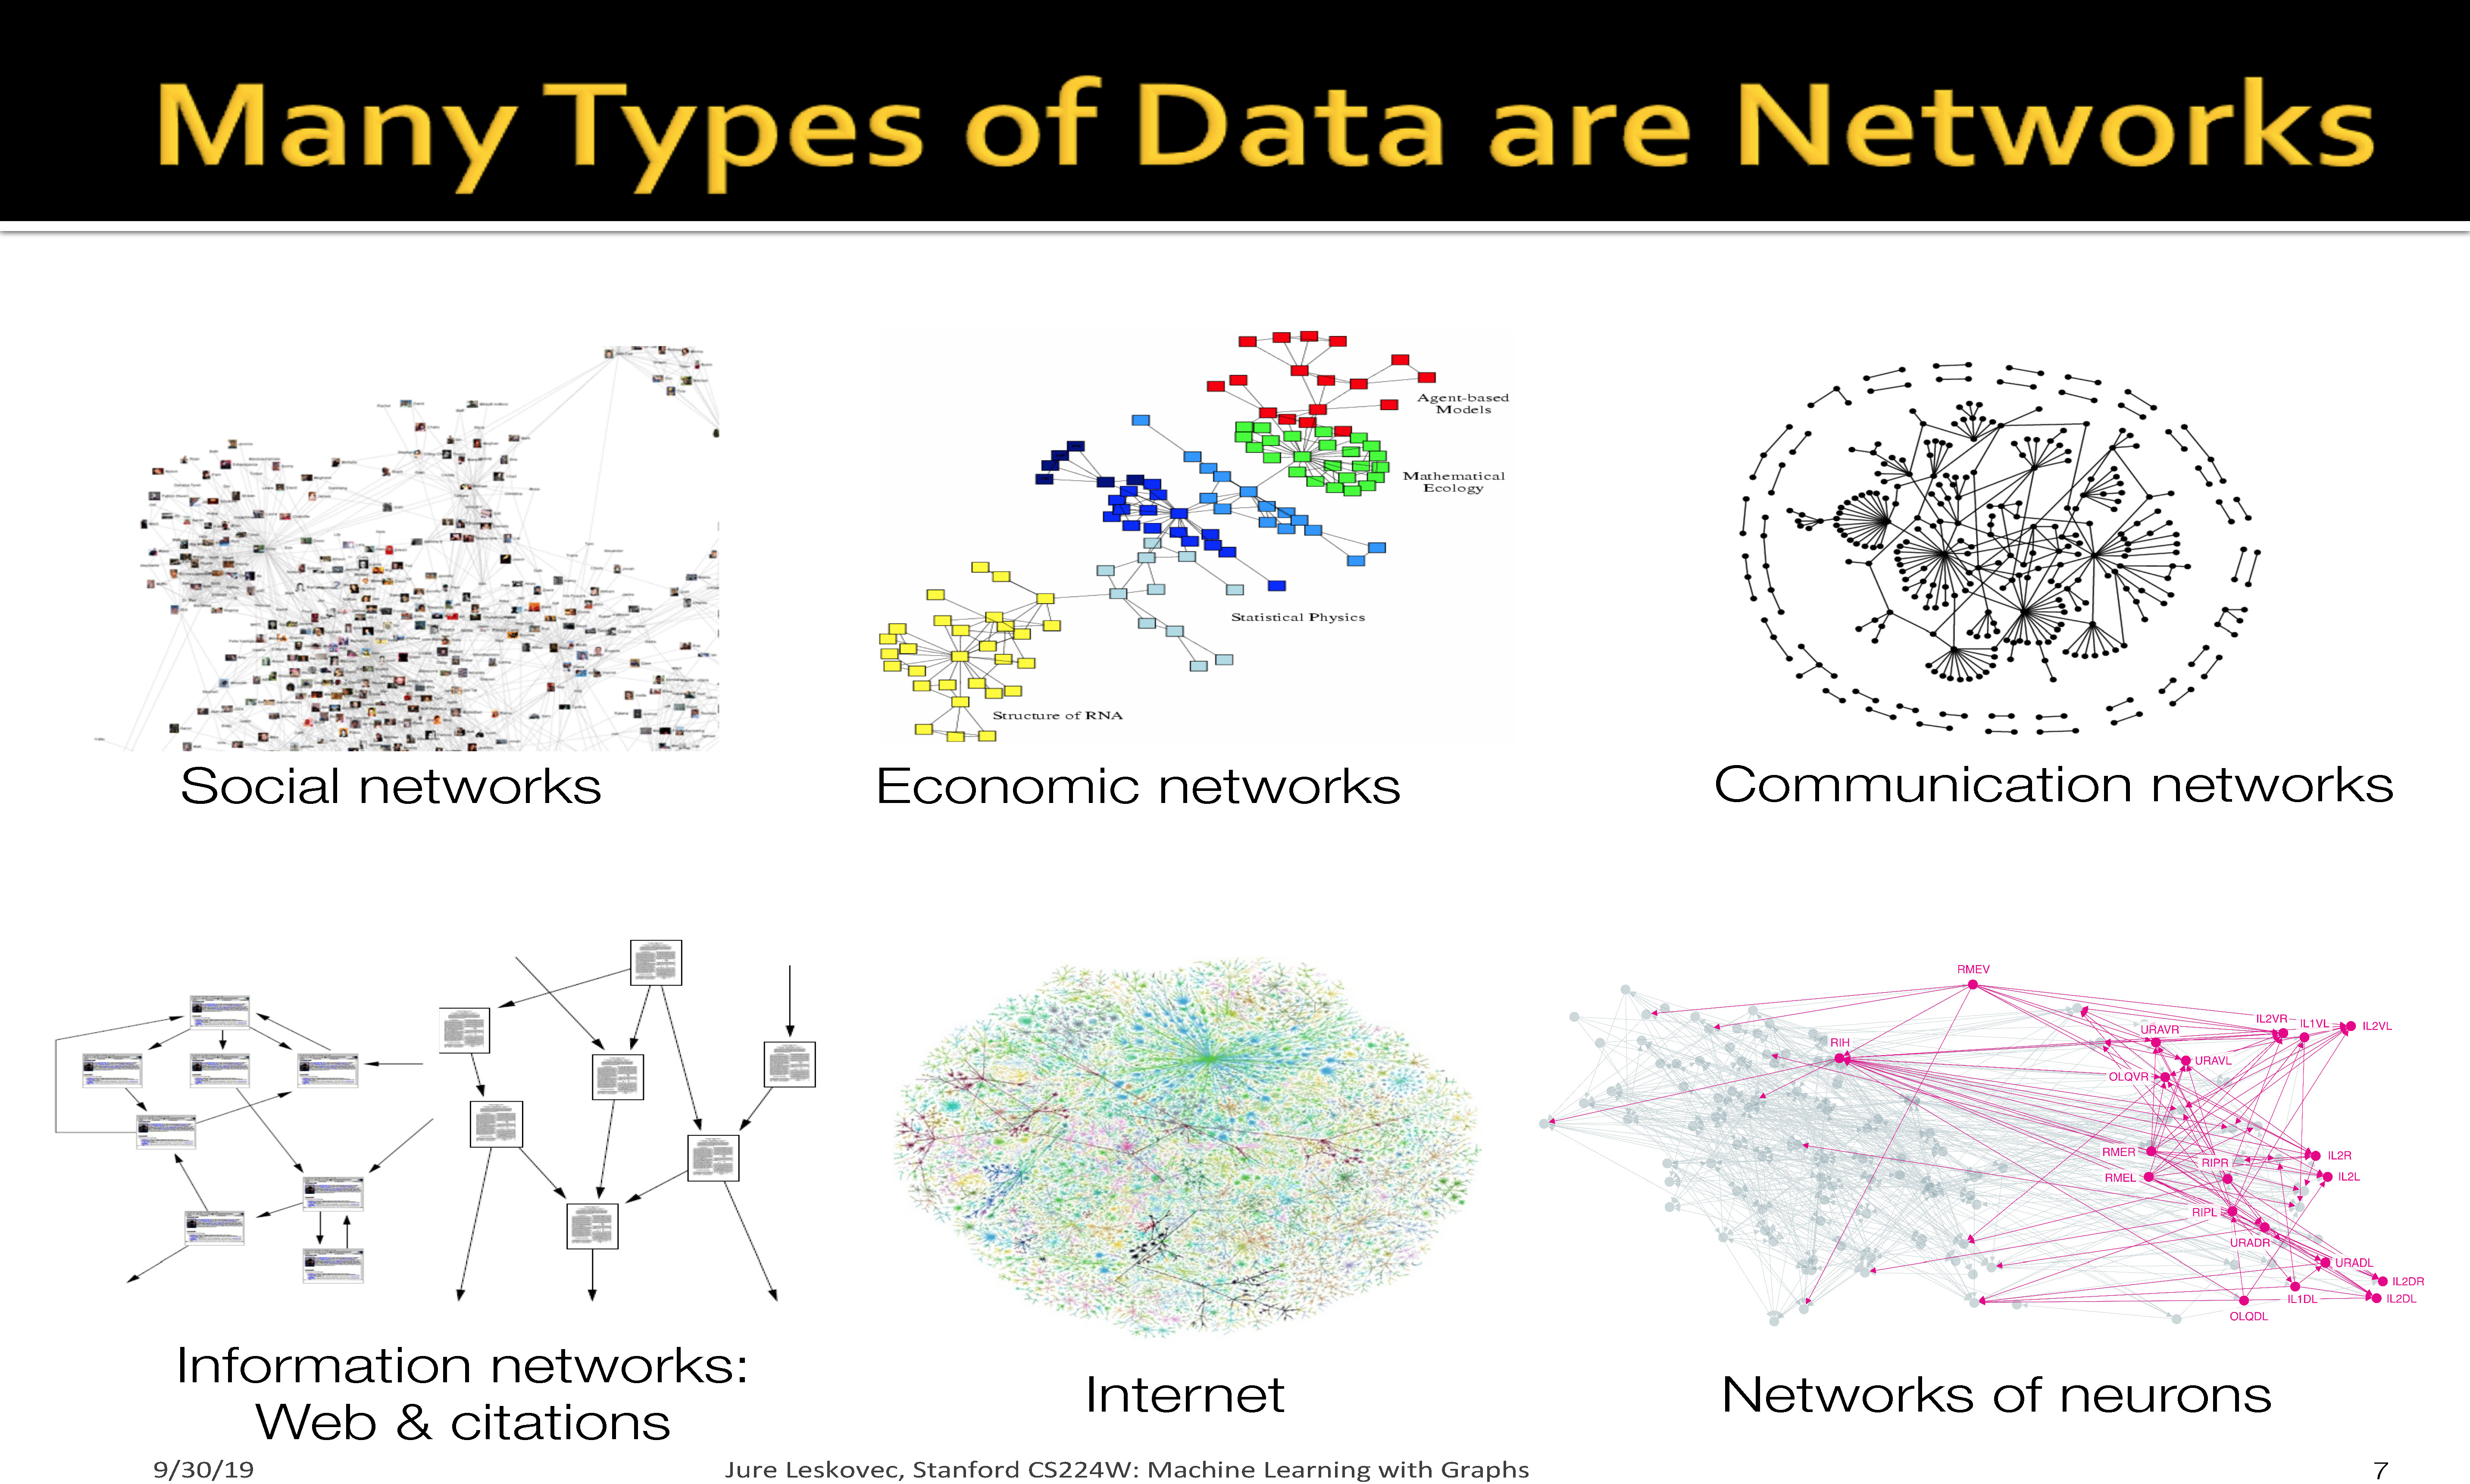 Many Types of Data are Networks
Agent-based
Models
Mathematical
Ecology
Statistical Physics
Structure of RNA
Social networks
Economic networks
Communication networks
RMEV
IL2VR
IL1VL
IL2VL
URAVR
RIH
URAVL
OLQVR
RMER
IL2R
RIPR
RMEL
IL2L
RIPL
URADR
URADL
IL2DR
IL1DL
IL2DL
OLQDL
Information networks:
Web & citations
Internet
Networks of neurons
9/30/19
Jure Leskovec, Stanford CS224W: Machine Learning with Graphs
7